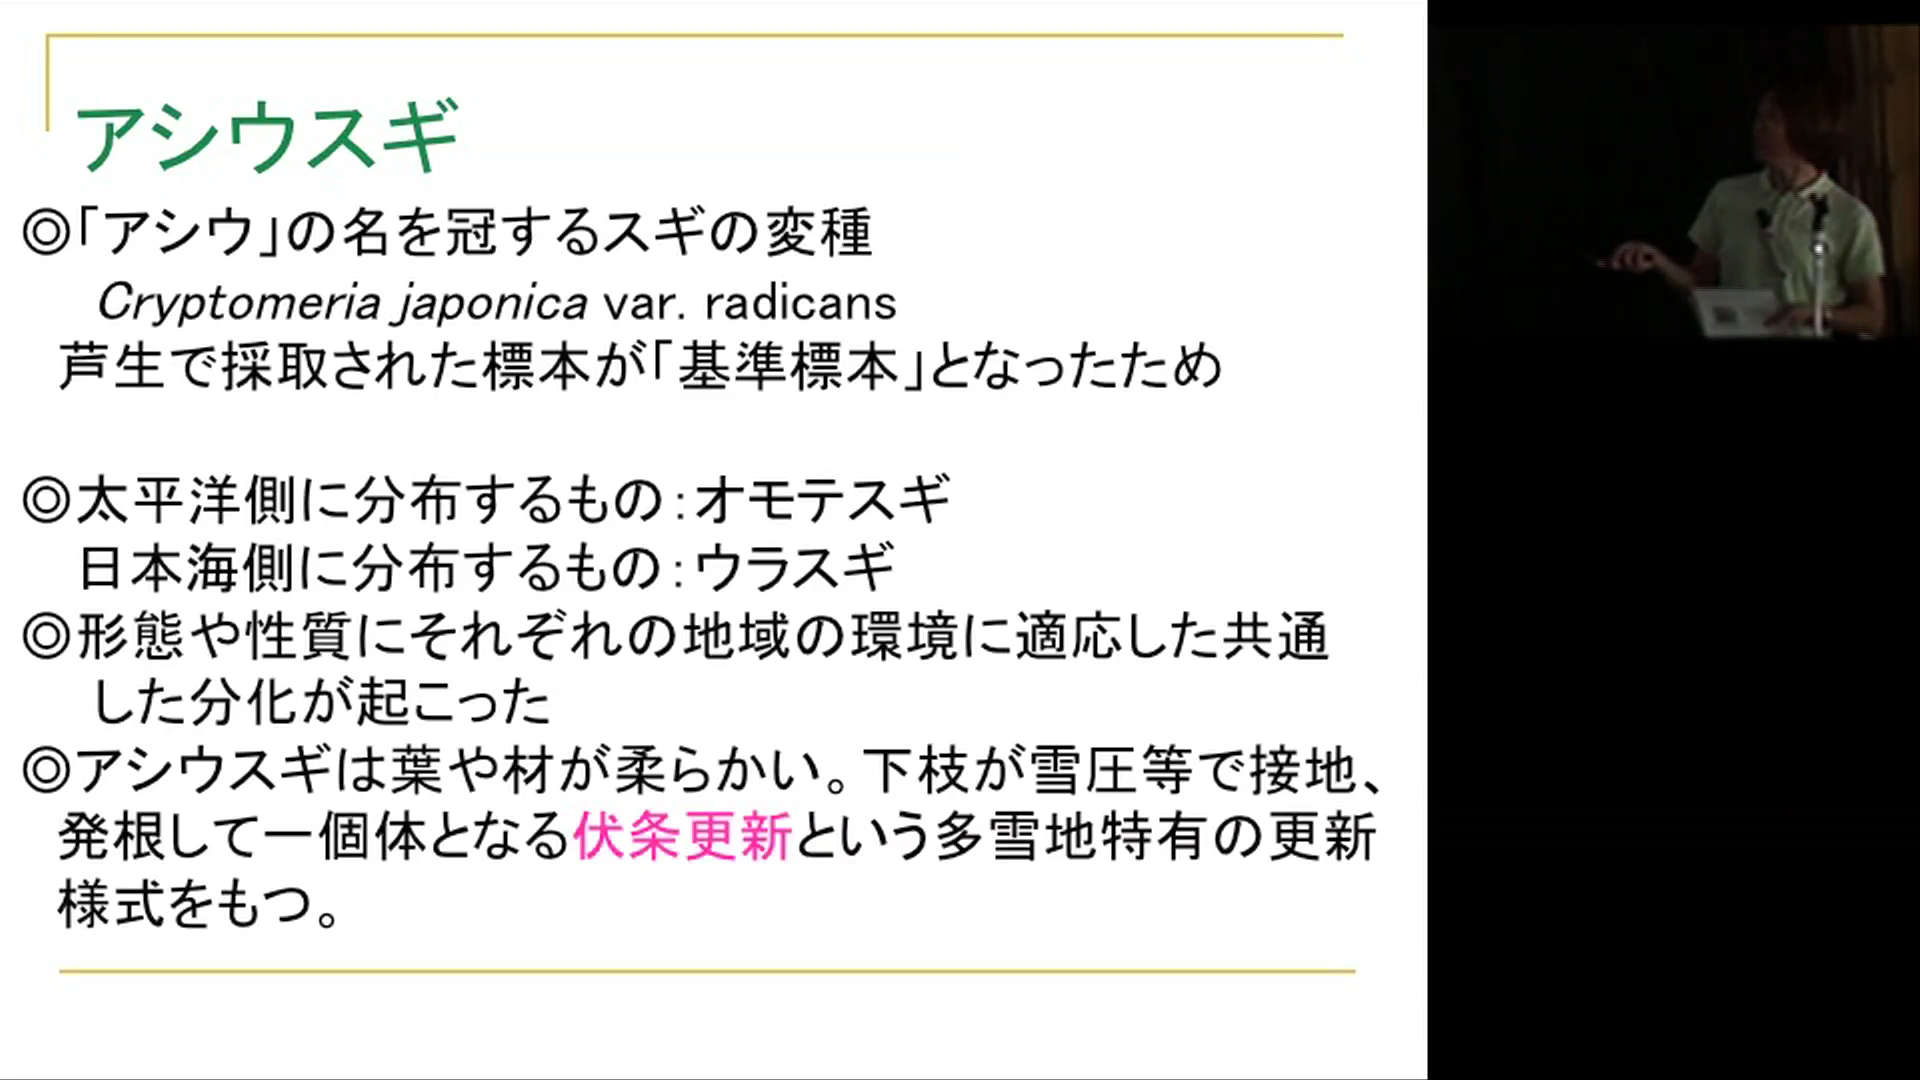 アシウスギ
◎「アシウ」の名を冠するスギの変種
Cryptomeria japonica var. radicans
芦生で採取された標本が「基準標本」となったため
◎太平洋側に分布するもの:オモテスギ
日本海側に分布するもの:ウラスギ
◎形態や性質にそれぞれの地域の環境に適応した共通
した分化が起こった
◎アシウスギは葉や材が柔らかい。下枝が雪圧等で接地、
発根して一個体となる伏条更新という多雪地特有の更新
様式をもつ。